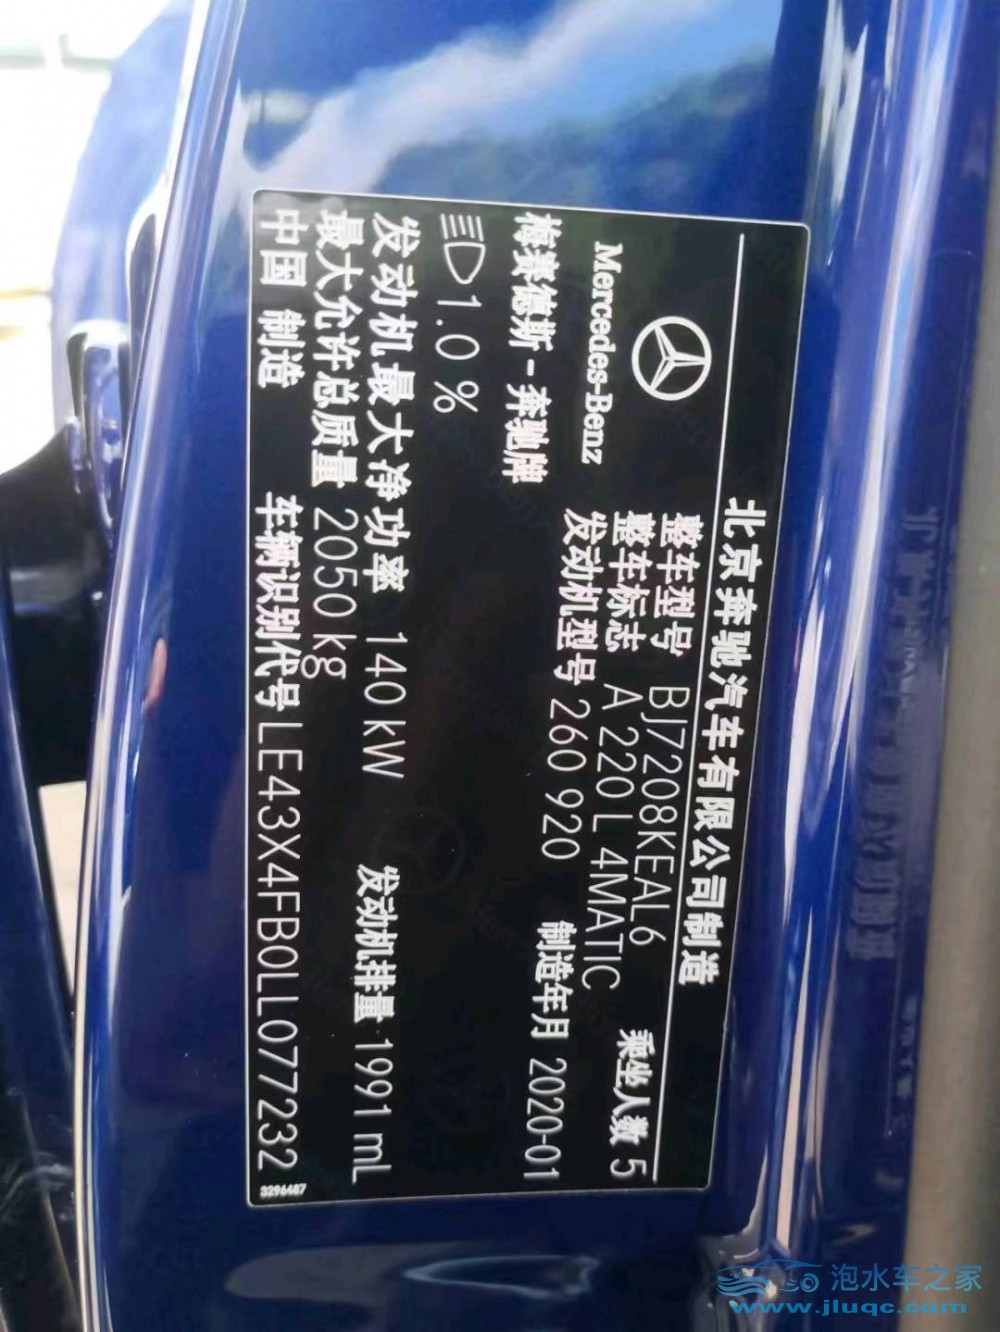 北京奔驰汽车有限公司制造
Mercedes-Benz
梅赛德斯-奔驰牌
整车型号 BJ7208KEAL6
乘坐人数 5
整车标志 A 220 L 4MATIC
发动机型号 260 920
制造年月 2020-01
1.0 %
发动机最大净功率 140 kW
发动机排量 1991 mL
最大允许总质量 2050 kg
中国 制造
车辆识别代号 LE43X4FB0LL077232
3296487
泡水车之家
www.jluqc.com